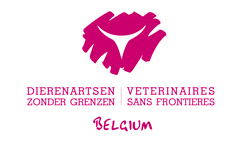 DIERENARTSEN | VETERINAIRES
ZONDER GRENZEN | SANS FRONTIERES
BELGIUM